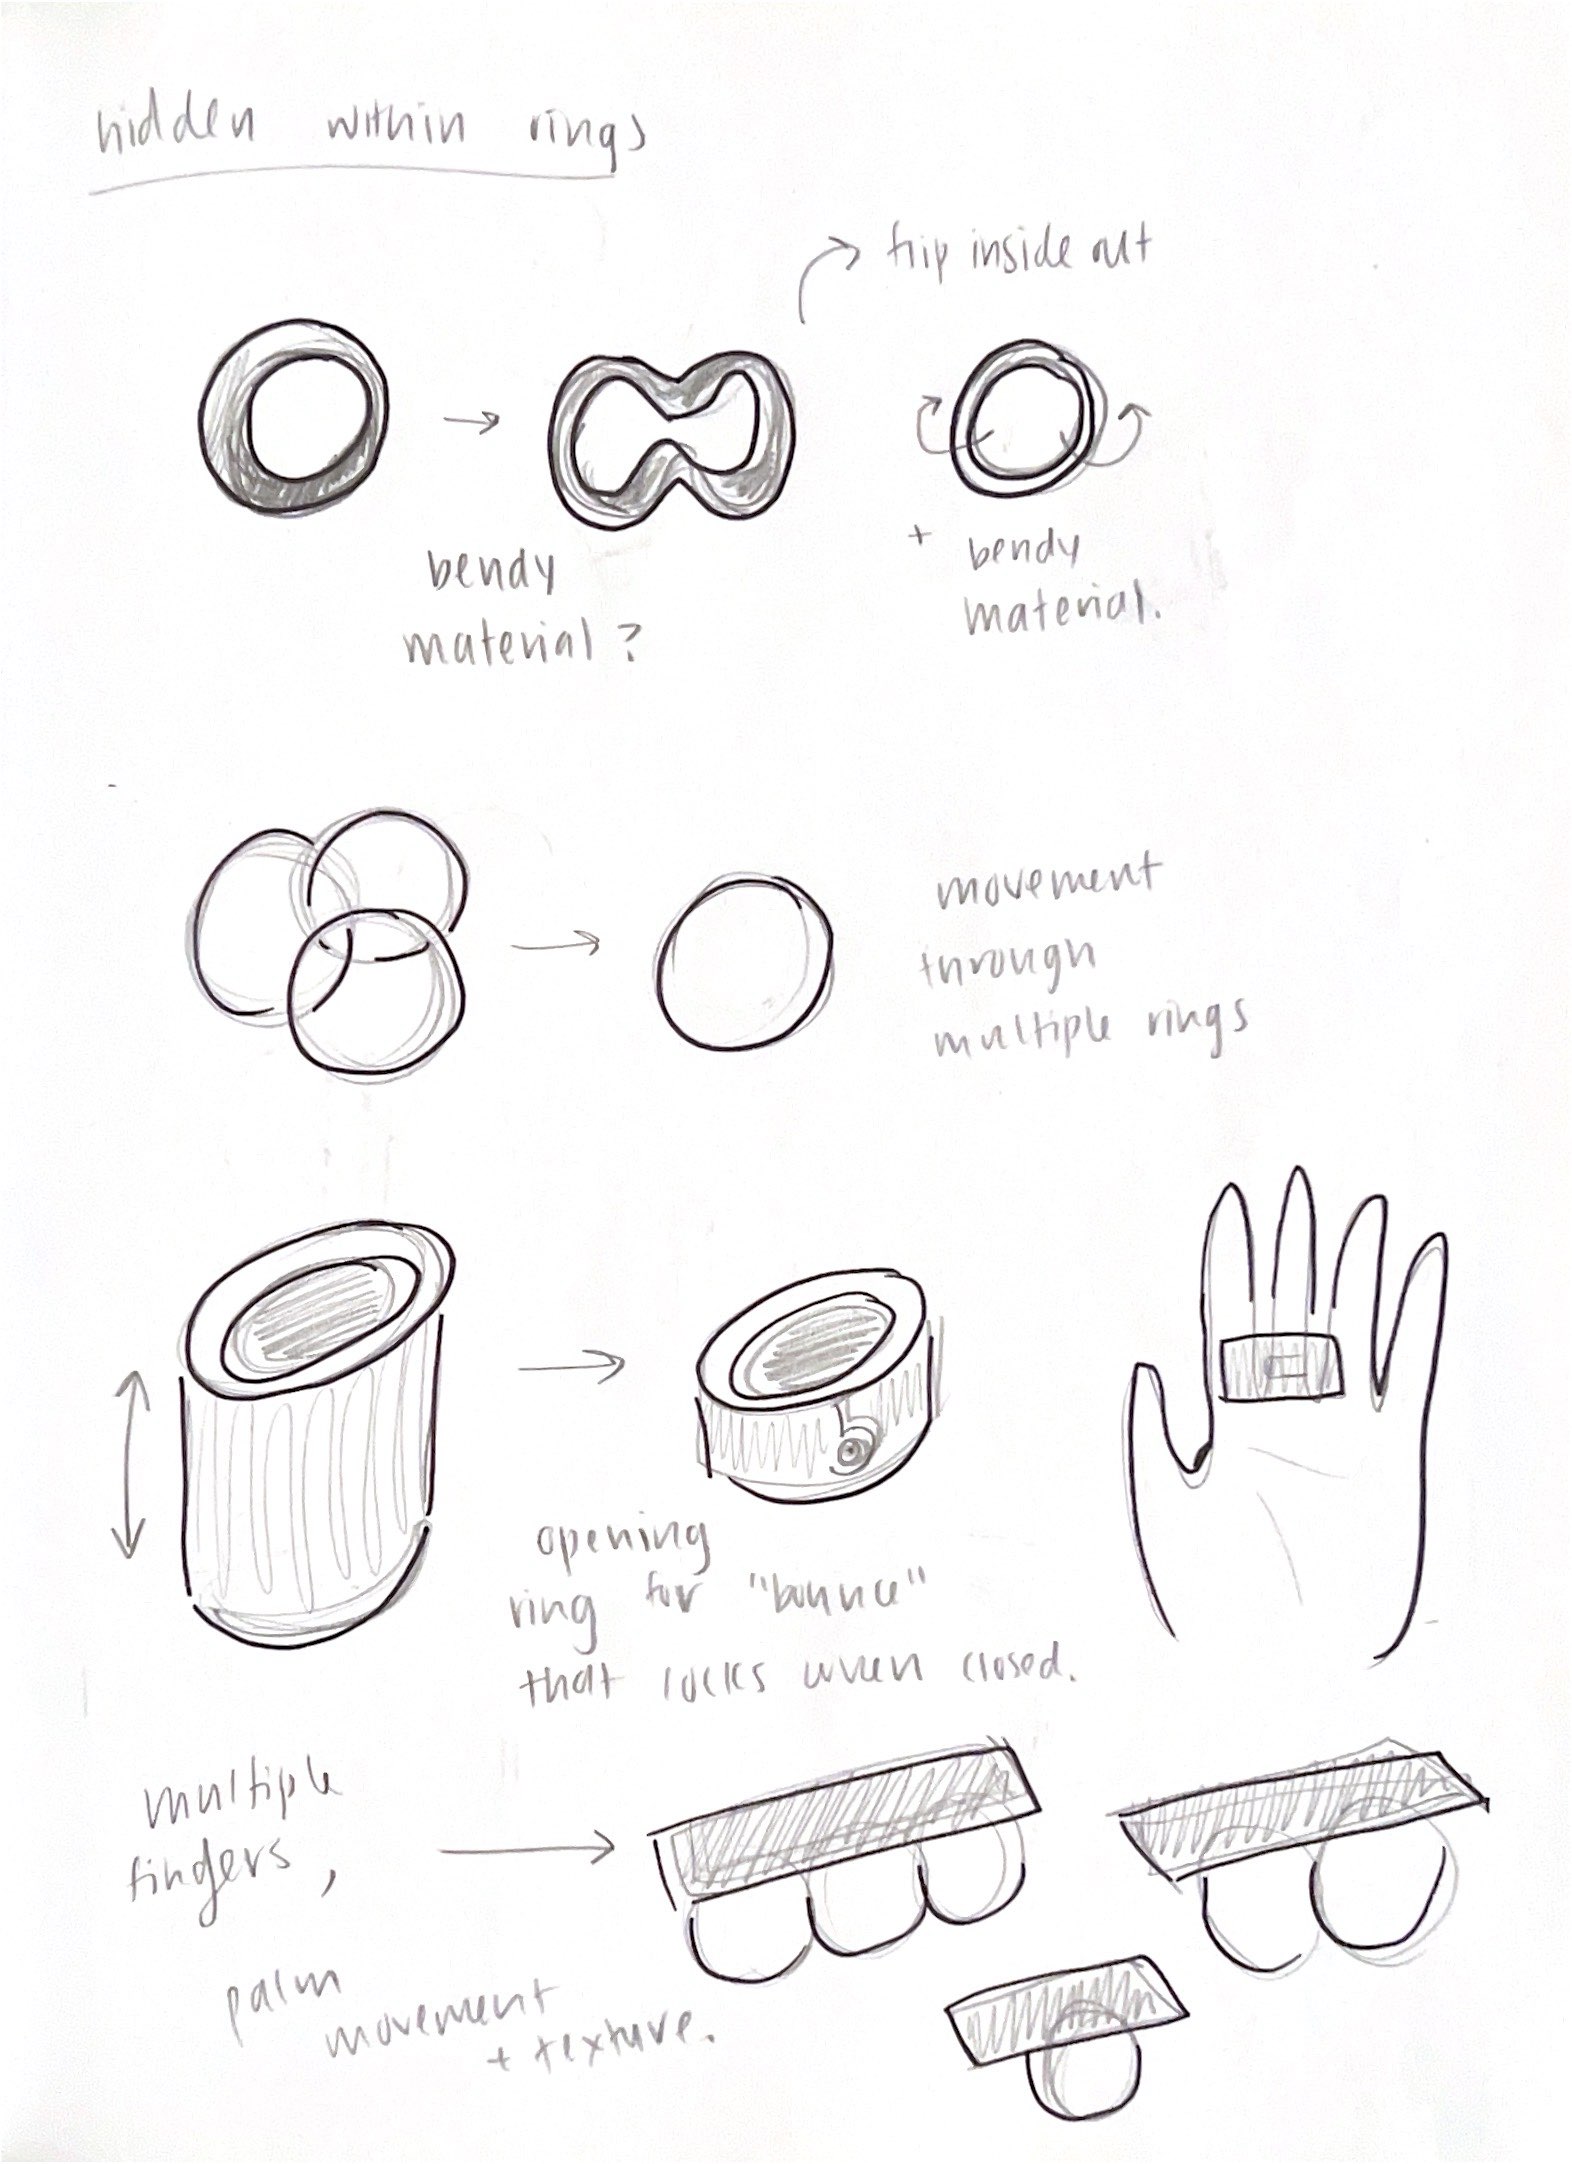 hidden within rings
flip inside out
bendy
material?
+ bendy
material.
movement
through
multiple rings
opening
ring for "bounce"
that locks when closed.
multiple
fingers,
palm
movement
+ texture.